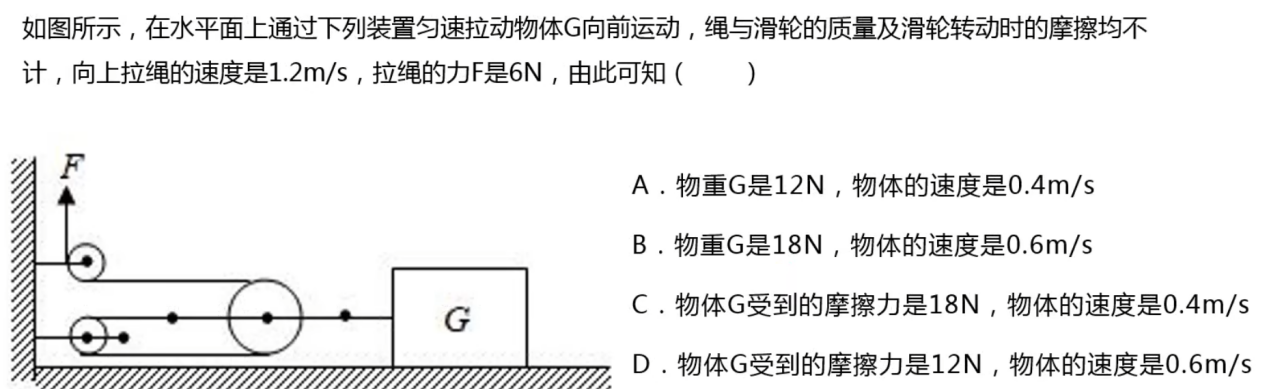 如图所示，在水平面上通过下列装置匀速拉动物体G向前运动，绳与滑轮的质量及滑轮转动时的摩擦均不
计，向上拉绳的速度是1.2m/s，拉绳的力F是6N，由此可知（　　）
F
G
A．物重G是12N，物体的速度是0.4m/s
B．物重G是18N，物体的速度是0.6m/s
C．物体G受到的摩擦力是18N，物体的速度是0.4m/s
D．物体G受到的摩擦力是12N，物体的速度是0.6m/s